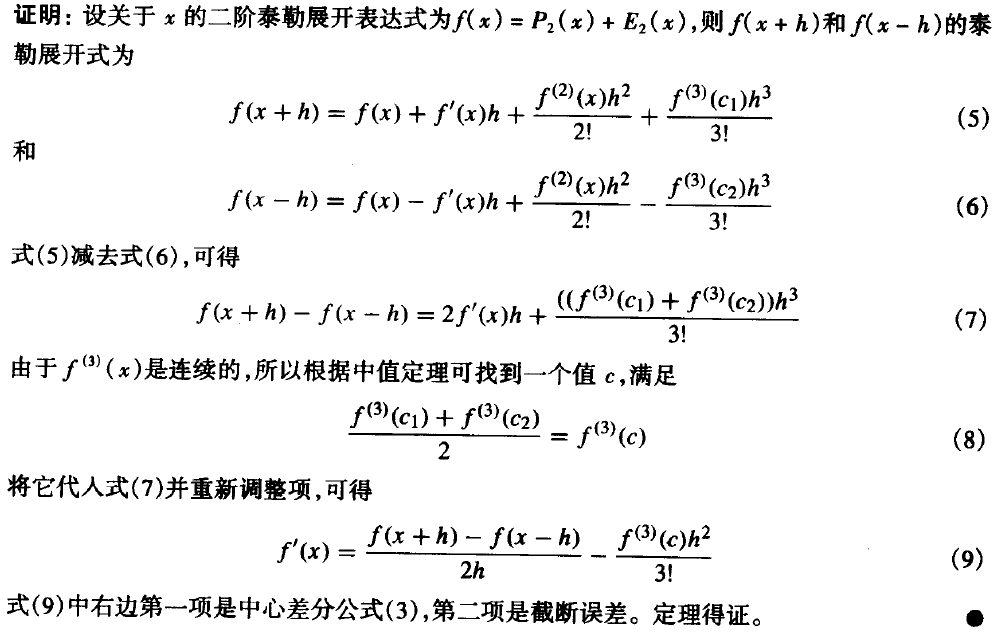 证明：设关于 x 的二阶泰勒展开表达式为f(x) = P₂(x) + E₂(x),则 f(x + h)和 f(x - h)的泰
勒展开式为
f(x + h) = f(x) + f′(x)h + \frac{f^{(2)}(x)h^2}{2!} + \frac{f^{(3)}(c_1)h^3}{3!} (5)
和
f(x − h) = f(x) − f′(x)h + \frac{f^{(2)}(x)h^2}{2!} − \frac{f^{(3)}(c_2)h^3}{3!} (6)
式(5)减去式(6),可得
f(x + h) − f(x − h) = 2f′(x)h + \frac{((f^{(3)}(c_1) + f^{(3)}(c_2))h^3}{3!} (7)
由于 f^{(3)}(x)是连续的,所以根据中值定理可找到一个值 c,满足
\frac{f^{(3)}(c_1) + f^{(3)}(c_2)}{2} = f^{(3)}(c) (8)
将它代人式(7)并重新调整项,可得
f′(x) = \frac{f(x + h) − f(x − h)}{2h} − \frac{f^{(3)}(c)h^2}{3!} (9)
式(9)中右边第一项是中心差分公式(3),第二项是截断误差。定理得证。 ●